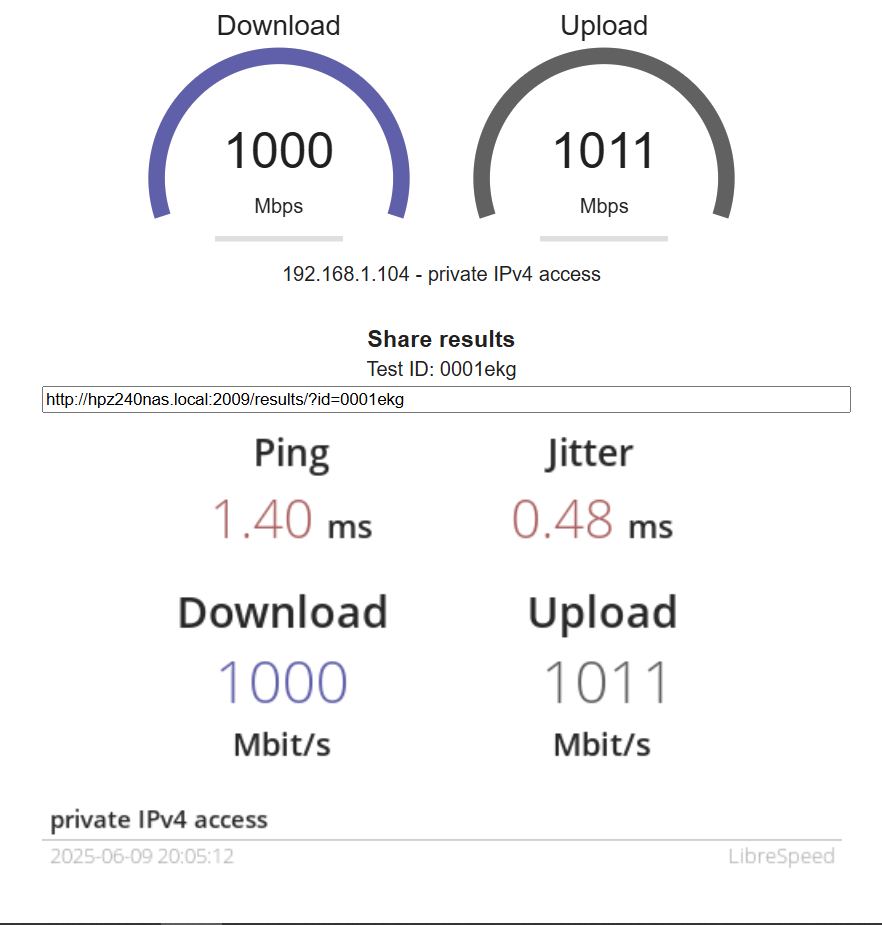 Download Upload
1000 1011
Mbps Mbps
192.168.1.104 - private IPv4 access
Share results
Test ID: 0001ekg
http://hpz240nas.local:2009/results/?id=0001ekg
Ping Jitter
1.40 ms 0.48 ms
Download Upload
1000 1011
Mbit/s Mbit/s
private IPv4 access
2025-06-09 20:05:12 LibreSpeed